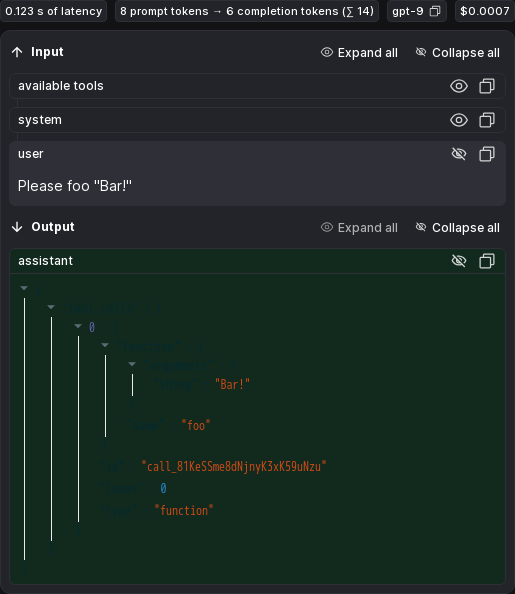 0.123 s of latency 8 prompt tokens → 6 completion tokens (∑ 14) gpt-9 $0.0007
Input Expand all Collapse all
available tools
system
user
Please foo "Bar!"
Output Expand all Collapse all
assistant
0
"Bar!"
"foo"
"call_81KeSSme8dNjnyK3xK59uNzu"
0
"function"